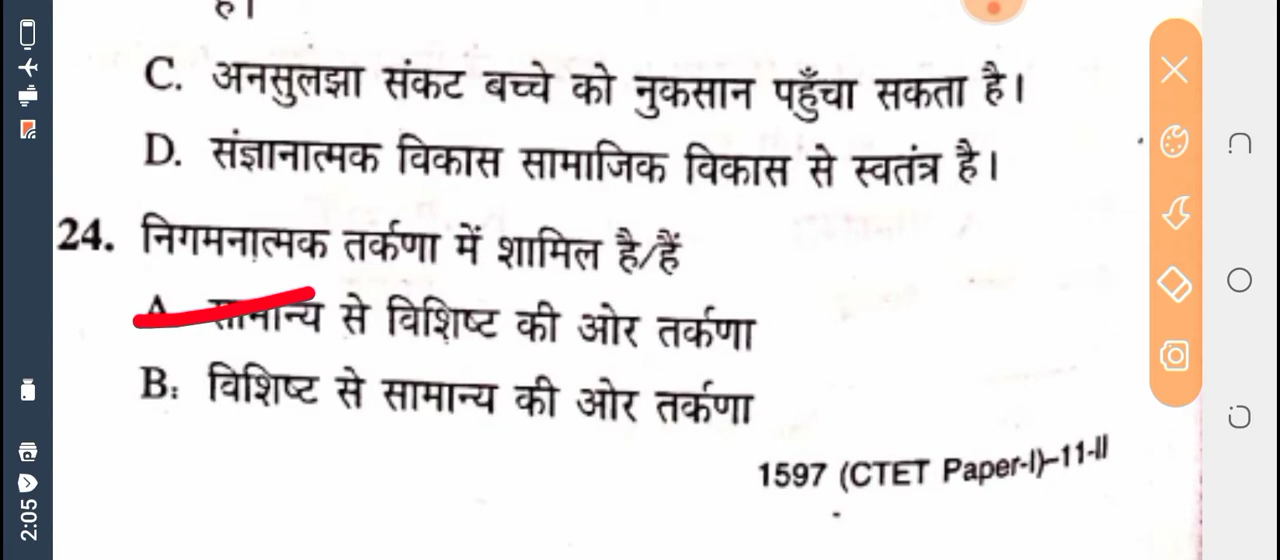 C. अनसुलझा संकट बच्चे को नुकसान पहुँचा सकता है।
D. संज्ञानात्मक विकास सामाजिक विकास से स्वतंत्र है।
24. निगमनात्मक तर्कणा में शामिल है/हैं
A सामान्य से विशिष्ट की ओर तर्कणा
B: विशिष्ट से सामान्य की ओर तर्कणा
1597 (CTET Paper-I)–11-II
2:05